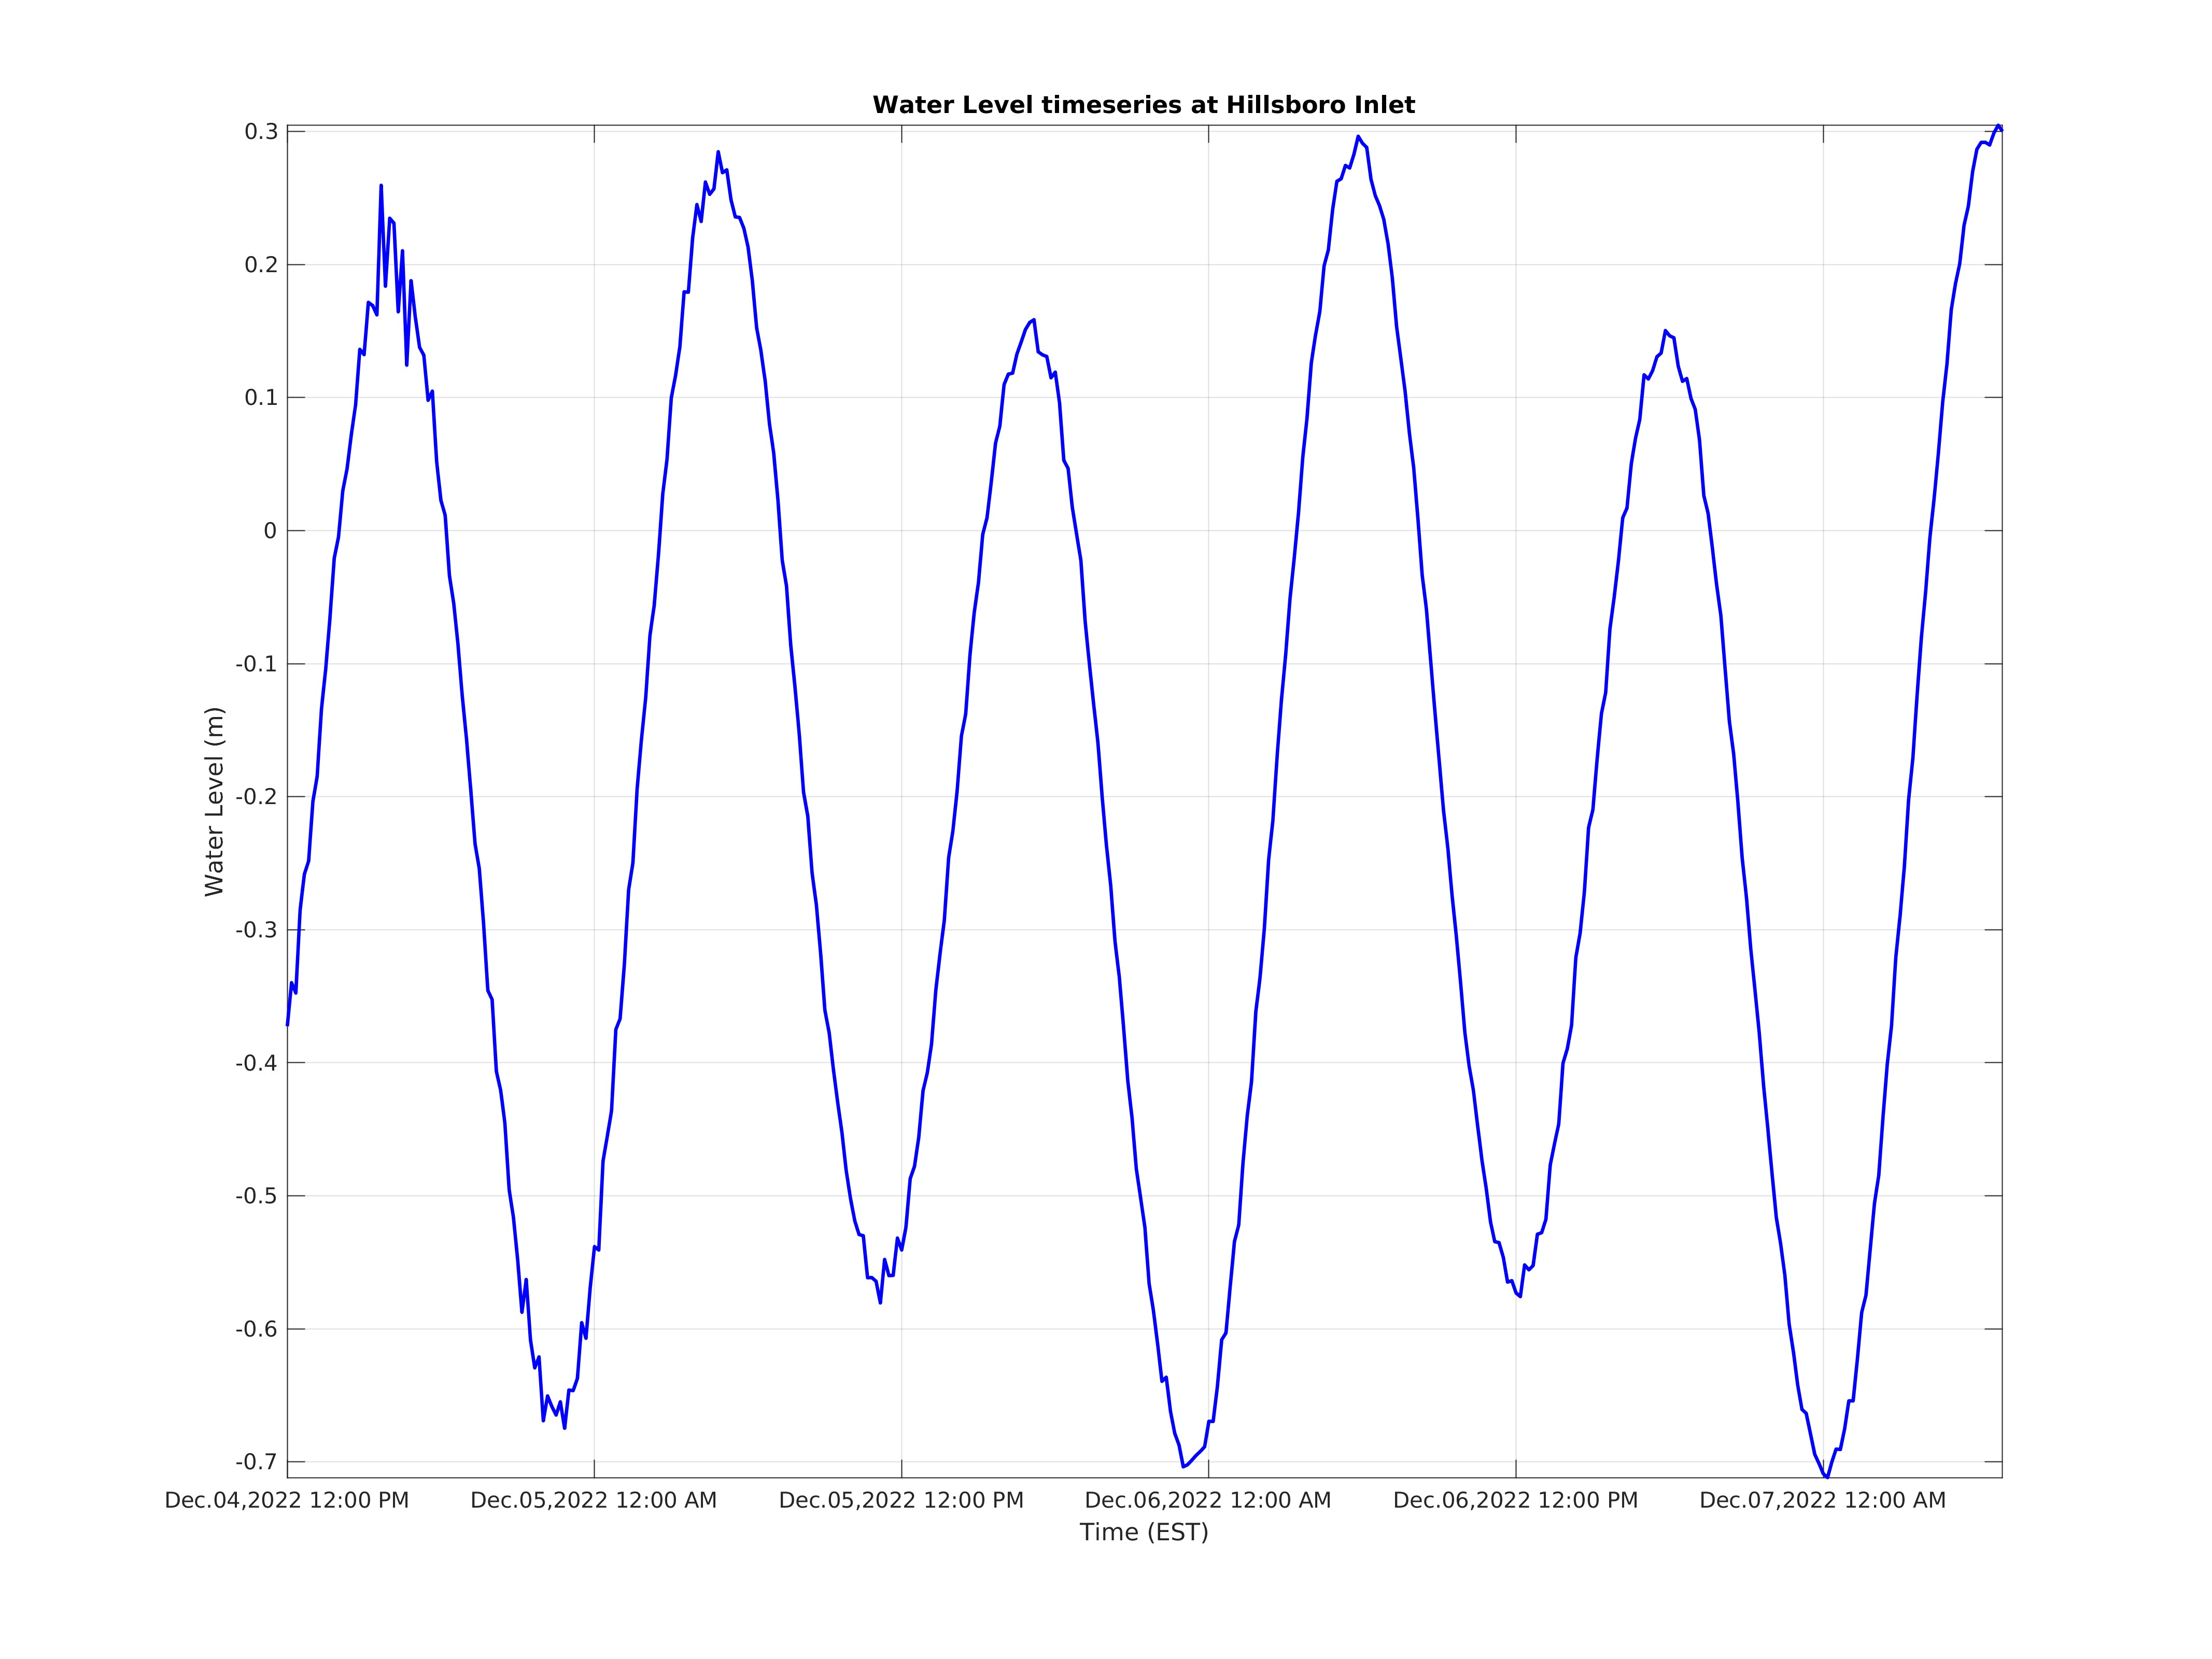 Water Level timeseries at Hillsboro Inlet
0.3
0.2
0.1
0
-0.1
-0.2
-0.3
-0.4
-0.5
-0.6
-0.7
Water Level (m)
Dec.04,2022 12:00 PM Dec.05,2022 12:00 AM Dec.05,2022 12:00 PM Dec.06,2022 12:00 AM Dec.06,2022 12:00 PM Dec.07,2022 12:00 AM
Time (EST)